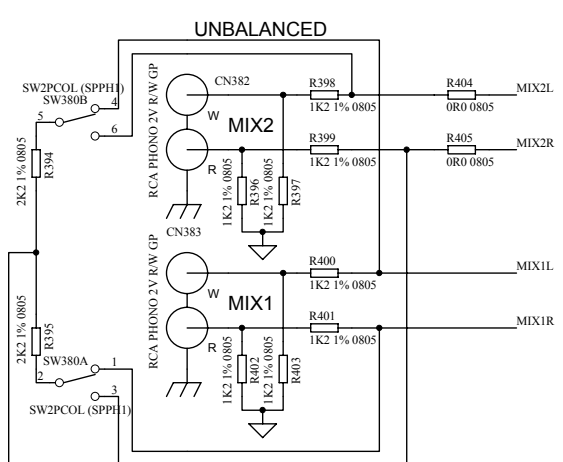 UNBALANCED
SW2PCOL (SPPH1)
SW380B
4
5
6
2K2 1% 0805
R394
RCA PHONO 2V R/W GP
CN382
W
MIX2
R
R398
1K2 1% 0805
R404
0R0 0805
MIX2L
R399
1K2 1% 0805
R405
0R0 0805
MIX2R
1K2 1% 0805
R396
1K2 1% 0805
R397
CN383
RCA PHONO 2V R/W GP
W
MIX1
R
R400
1K2 1% 0805
MIX1L
R401
1K2 1% 0805
MIX1R
2K2 1% 0805
R395
SW380A
1
2
3
SW2PCOL (SPPH1)
1K2 1% 0805
R402
1K2 1% 0805
R403